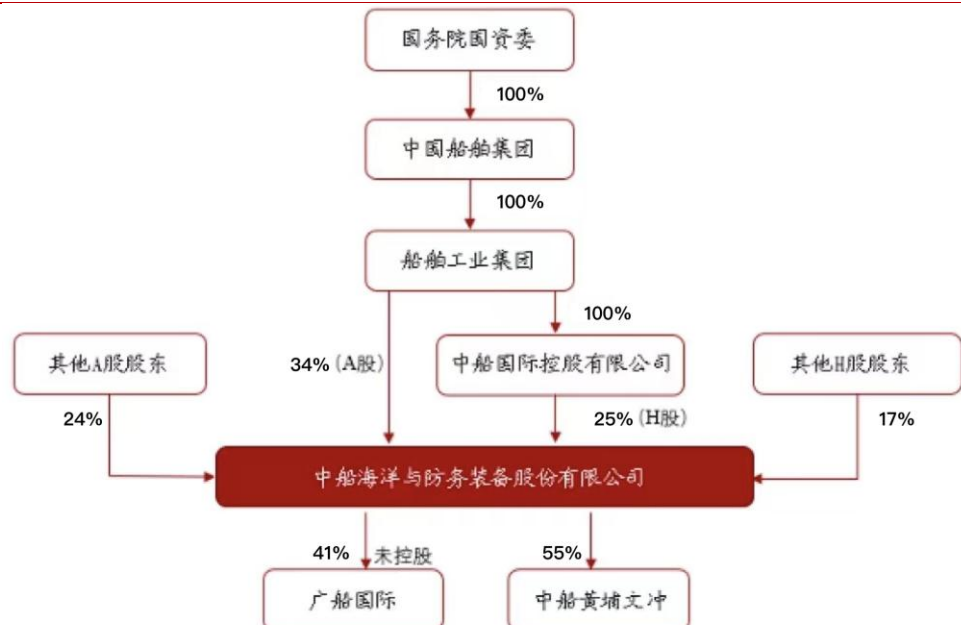 国务院国资委
100%
中国船舶集团
100%
船舶工业集团
100%
其他A股股东
34% (A股)
中船国际控股有限公司
其他H股股东
24%
25% (H股)
17%
中船海洋与防务装备股份有限公司
41% 未控股
55%
广船国际
中船黄埔文冲